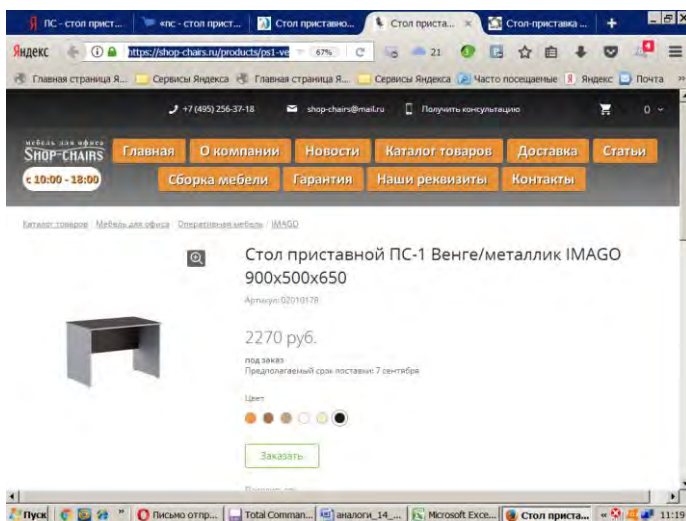 ПС - стол прист...
«пс - стол прист...
Стол приставно...
Стол приста...
Стол-приставка ...
Яндекс
https://shop-chairs.ru/products/ps1-ve
67%
21
Главная страница Я...
Сервисы Яндекса
Главная страница Я...
Сервисы Яндекса
Часто посещаемые
Яндекс
Почта
+7 (495) 256-37-18
shop-chairs@mail.ru
Получить консультацию
0
мебель для офиса
SHOP-CHAIRS
с 10:00 - 18:00
Главная
О компании
Новости
Каталог товаров
Доставка
Статьи
Сборка мебели
Гарантия
Наши реквизиты
Контакты
Каталог товаров
Мебель для офиса
Оперативная мебель
IMAGO
Стол приставной ПС-1 Венге/металлик IMAGO
900х500х650
Артикул: 02010179
2270 руб.
под заказ
Предполагаемый срок поставки: 7 сентября
Цвет
Заказать
Пуск
Письмо отпр...
Total Comman...
аналоги_14_...
Microsoft Exce...
Стол приста...
11:19